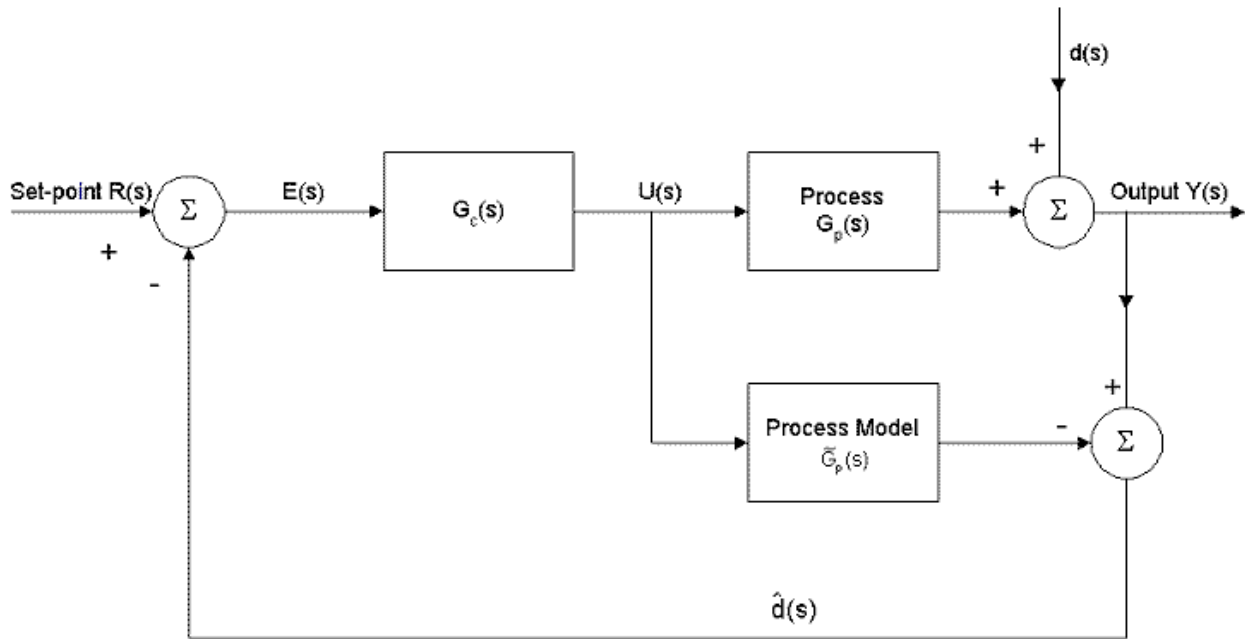 d(s)
+
Set-point R(s)
Σ
E(s)
G_c(s)
U(s)
Process
G_p(s)
+
Σ
Output Y(s)
+
-
+
Process Model
G̃_p(s)
-
Σ
d̂(s)